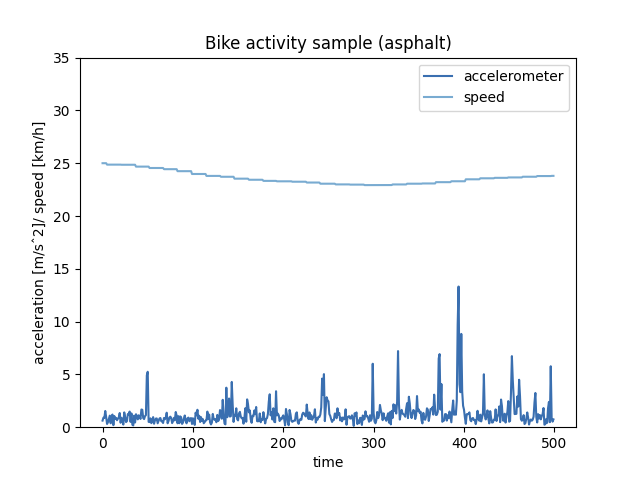 Bike activity sample (asphalt)
accelerometer
speed
35
30
25
20
15
10
5
0
acceleration [m/sˆ2]/ speed [km/h]
0 100 200 300 400 500
time